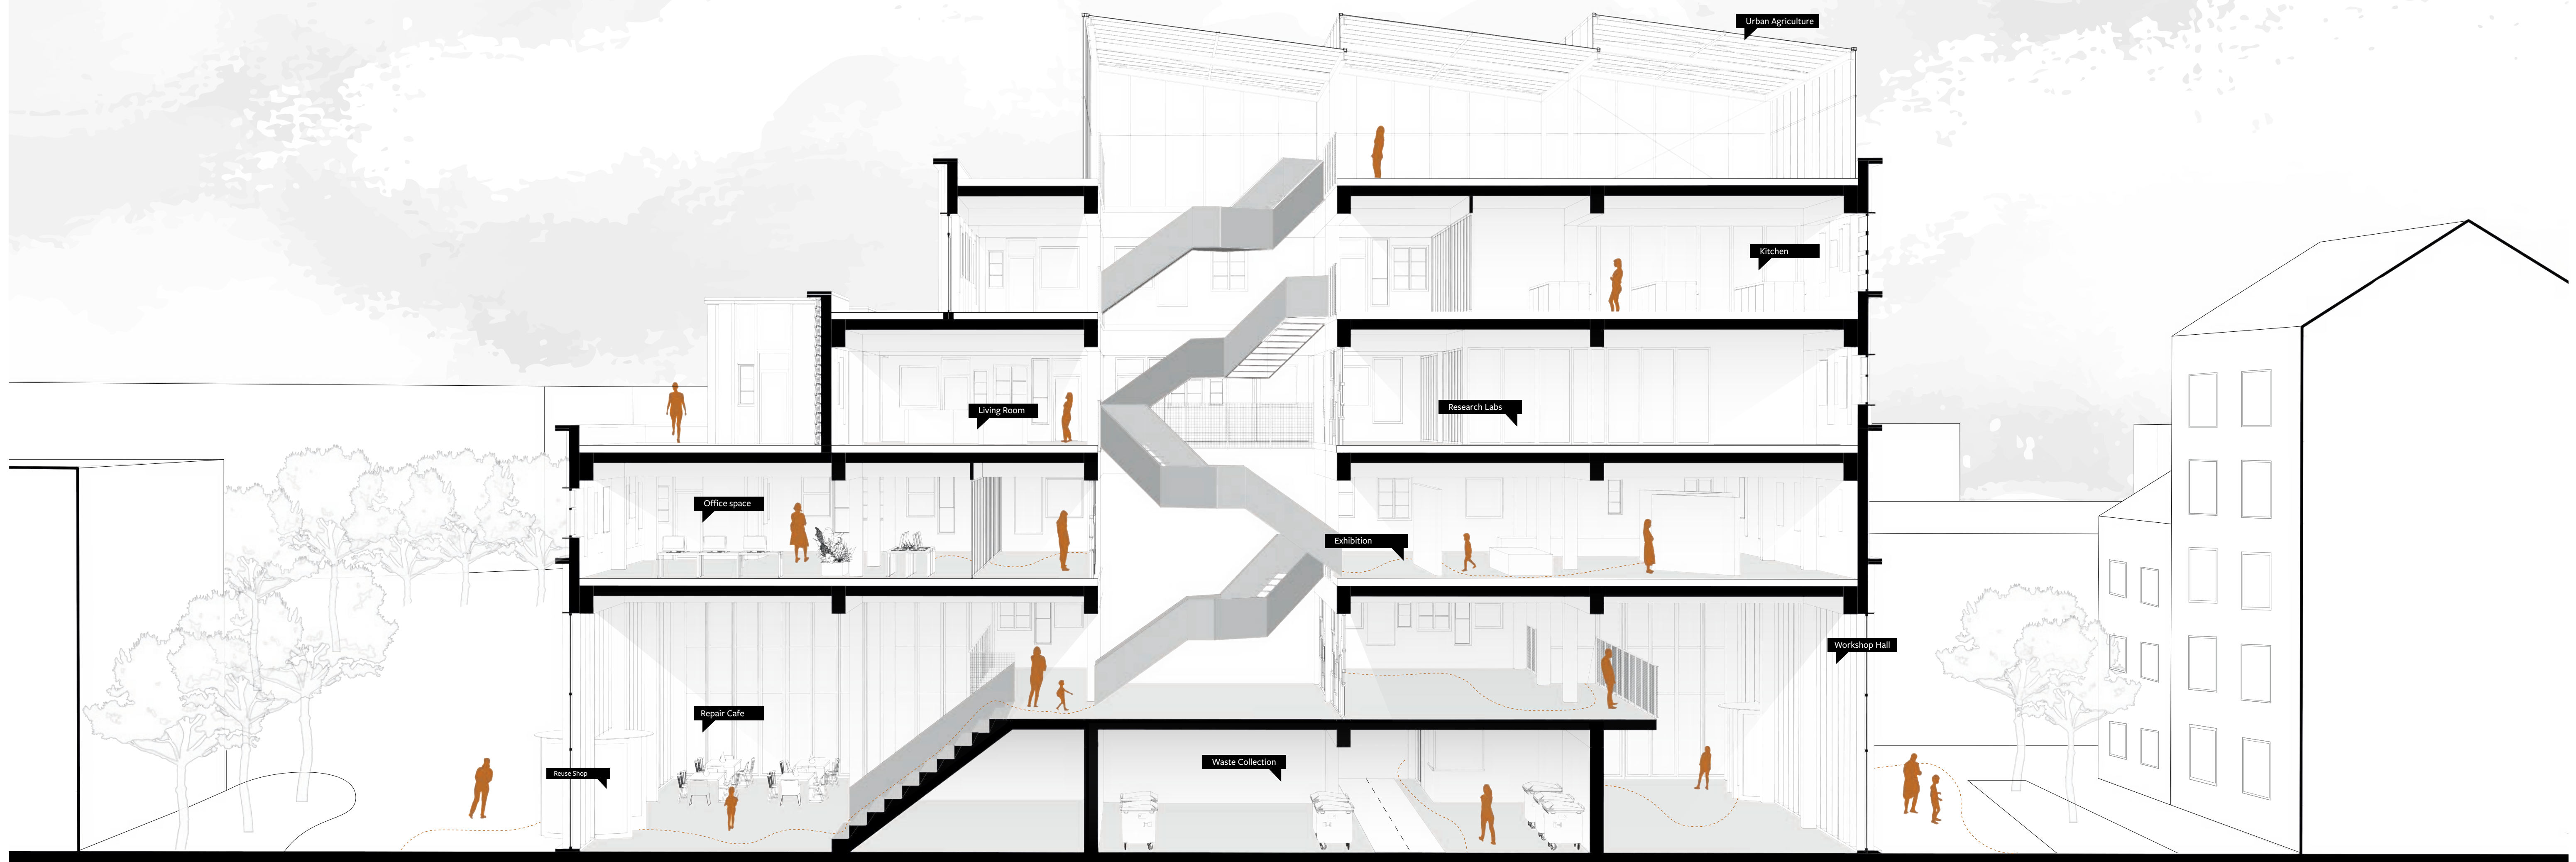 Urban Agriculture
Kitchen
Living Room
Research Labs
Office space
Exhibition
Workshop Hall
Repair Cafe
Waste Collection
Reuse Shop